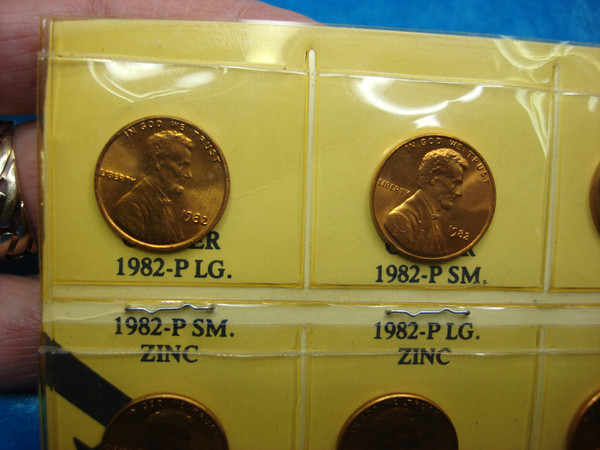 IN GOD WE TRUST
LIBERTY
1982
IN GOD WE TRUST
LIBERTY
1982
1982-P LG.
1982-P SM.
1982-P SM.
ZINC
1982-P LG.
ZINC